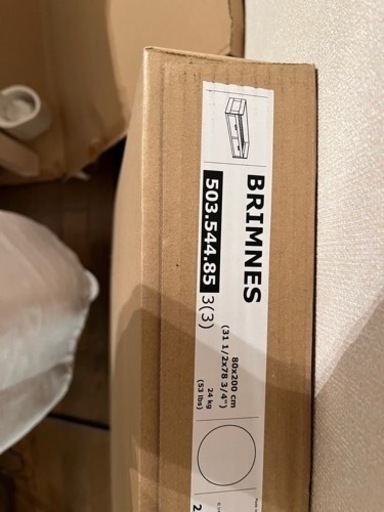 BRIMNES
503.544.85 3(3)
80x200 cm
(31 1/2x78 3/4")
24 kg
(53 lbs)